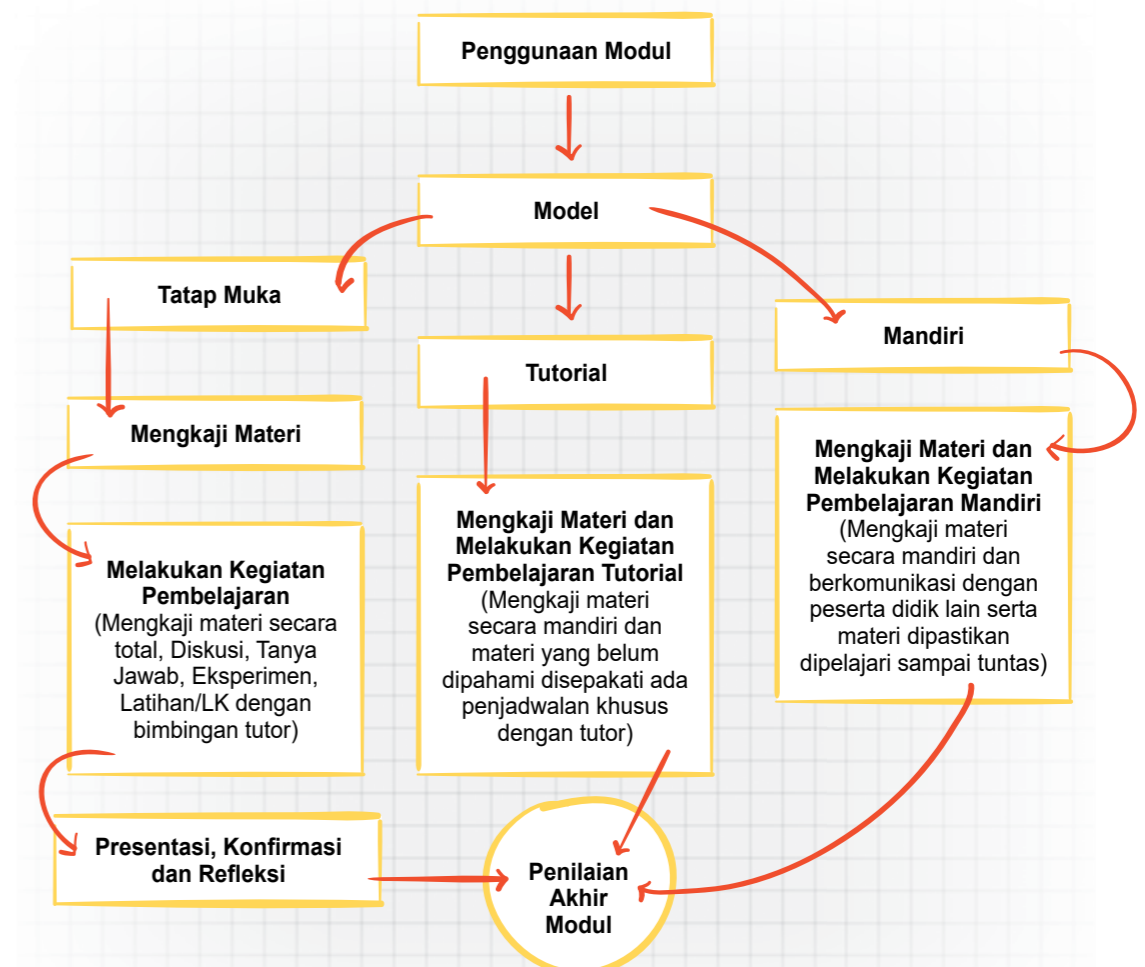 Penggunaan Modul
Model
Tatap Muka
Mengkaji Materi
Melakukan Kegiatan
Pembelajaran
(Mengkaji materi secara
total, Diskusi, Tanya
Jawab, Eksperimen,
Latihan/LK dengan
bimbingan tutor)
Presentasi, Konfirmasi
dan Refleksi
Tutorial
Mengkaji Materi dan
Melakukan Kegiatan
Pembelajaran Tutorial
(Mengkaji materi
secara mandiri dan
materi yang belum
dipahami disepakati ada
penjadwalan khusus
dengan tutor)
Mandiri
Mengkaji Materi dan
Melakukan Kegiatan
Pembelajaran Mandiri
(Mengkaji materi
secara mandiri dan
berkomunikasi dengan
peserta didik lain serta
materi dipastikan
dipelajari sampai tuntas)
Penilaian
Akhir
Modul